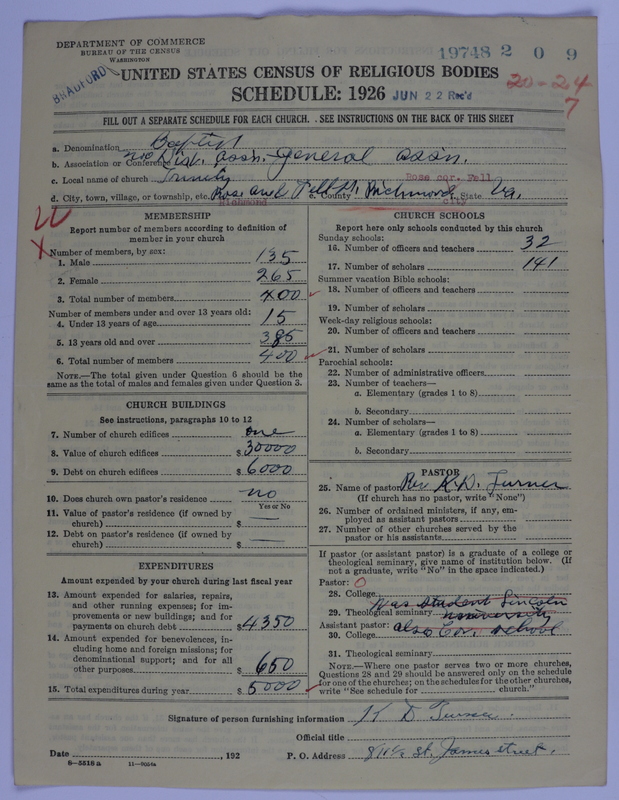 DEPARTMENT OF COMMERCE
BUREAU OF THE CENSUS
WASHINGTON
19748 2 0 9
BRADFORD
UNITED STATES CENSUS OF RELIGIOUS BODIES
20-24
7
SCHEDULE: 1926 JUN 22 Rec'd
FILL OUT A SEPARATE SCHEDULE FOR EACH CHURCH. SEE INSTRUCTIONS ON THE BACK OF THIS SHEET
a. Denomination Baptist
b. Association or Conference Dist. Assn. General Assn.
c. Local name of church Trinity
Rose cor. Fell
d. City, town, village, or township, etc. Rose and Fell St. e. County Richmond State Va.
Richmond City
MEMBERSHIP
Report number of members according to definition of member in your church
Number of members, by sex:
1. Male 135
2. Female 265
3. Total number of members 400
Number of members under and over 13 years old:
4. Under 13 years of age 15
5. 13 years old and over 385
6. Total number of members 400
NOTE.—The total given under Question 6 should be
same as the total of males and females given under Question 3.
CHURCH BUILDINGS
See instructions, paragraphs 10 to 12
7. Number of church edifices one
8. Value of church edifices $ 30000
9. Debt on church edifices $ 6000
10. Does church own pastor's residence no
Yes or No
11. Value of pastor's residence (if owned by
church) $ —
12. Debt on pastor's residence (if owned by
church) $ —
EXPENDITURES
Amount expended by your church during last fiscal year
13. Amount expended for salaries, repairs,
and other running expenses; for im-
provements or new buildings; and for
payments on church debt $ 4350
14. Amount expended for benevolences, in-
cluding home and foreign missions; for
denominational support; and for all
other purposes $ 650
15. Total expenditures during year $ 5000
CHURCH SCHOOLS
Report here only schools conducted by this church
Sunday schools:
16. Number of officers and teachers 32
17. Number of scholars 141
Summer vacation Bible schools:
18. Number of officers and teachers
19. Number of scholars
Week-day religious schools:
20. Number of officers and teachers
21. Number of scholars
Parochial schools:
22. Number of administrative officers
23. Number of teachers—
a. Elementary (grades 1 to 8)
b. Secondary
24. Number of scholars—
a. Elementary (grades 1 to 8)
b. Secondary
PASTOR
25. Name of pastor Rev. K. D. Turner
(If church has no pastor, write "None")
26. Number of ordained ministers, if any, em-
ployed as assistant pastors
27. Number of other churches served by the
pastor or his assistants
If pastor (or assistant pastor) is a graduate of a college or
theological seminary, give name of institution below. (If
not a graduate, write "No" in the space indicated.)
Pastor: O
28. College Was student Lincoln
29. Theological seminary University
Assistant pastor: also Cor. School
30. College
31. Theological seminary
NOTE.—Where one pastor serves two or more churches,
Questions 28 and 29 should be answered only on the schedule
for one of the churches; on the schedules for the other churches,
write "See schedule for church."
Signature of person furnishing information K D Turner
Official title
Date , 192 P. O. Address St. James street.
8-5518a 11-9064a